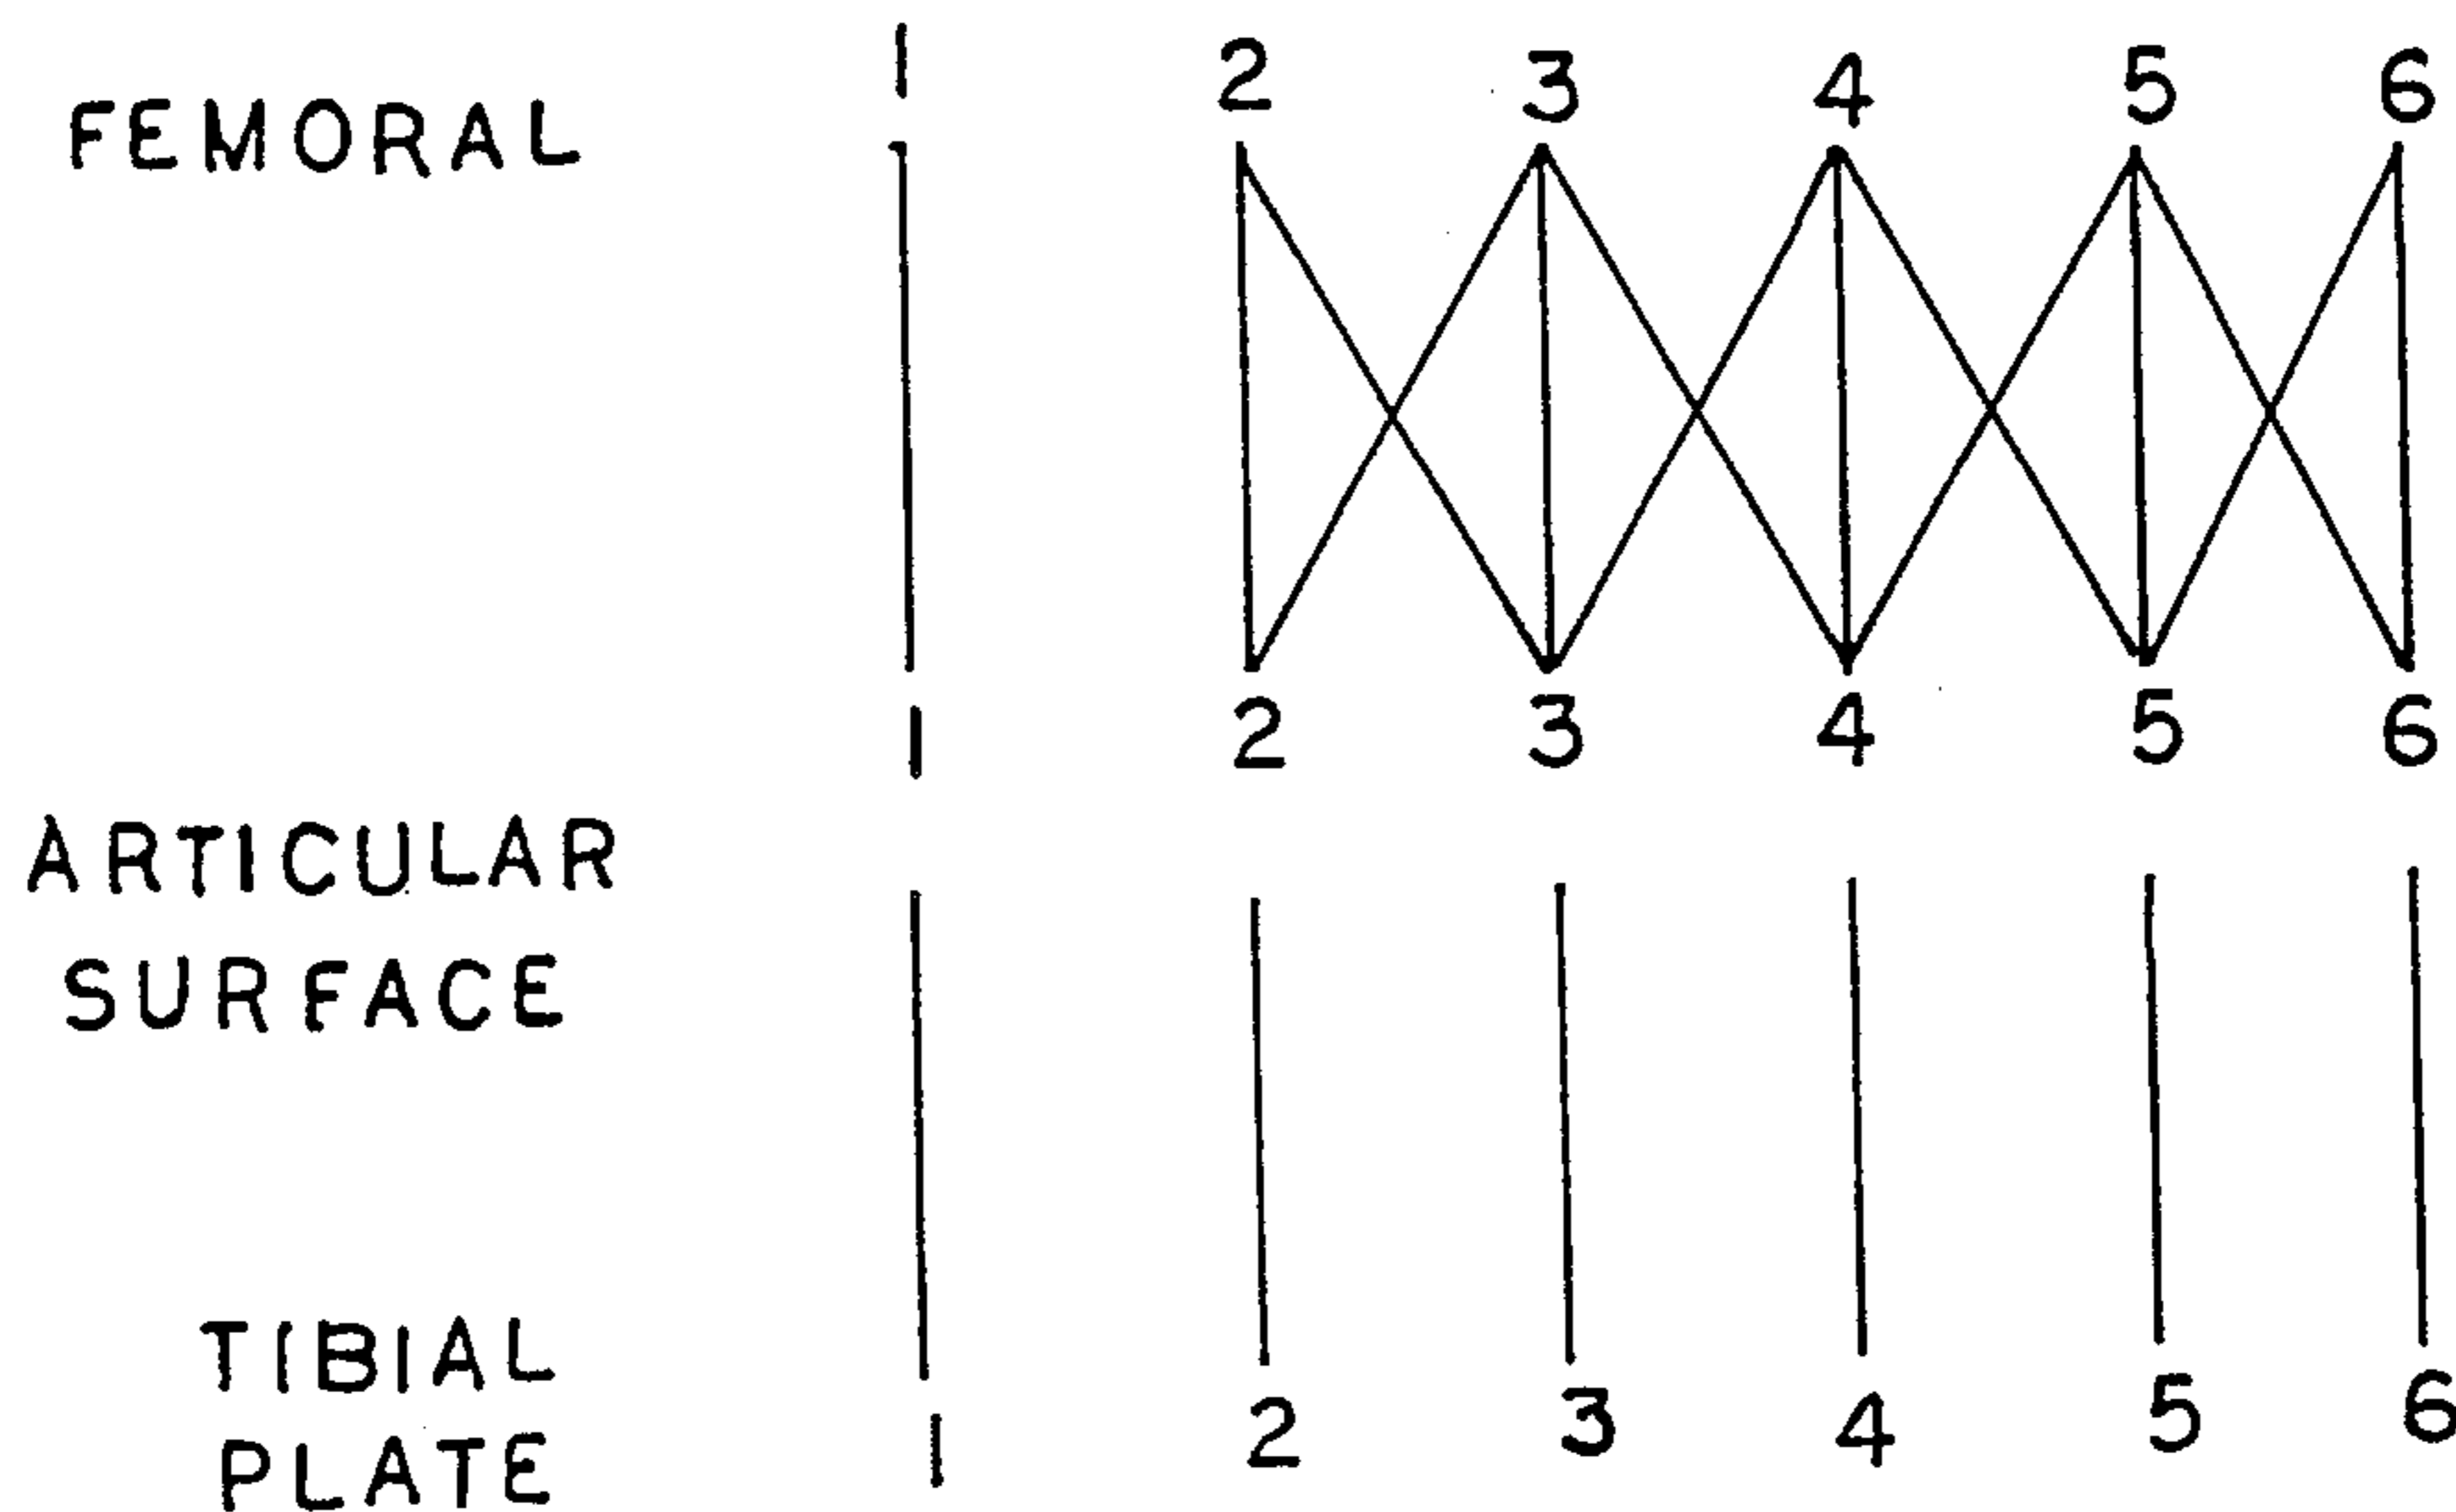 FEMORAL 1 2 3 4 5 6
1 2 3 4 5 6
ARTICULAR
SURFACE
TIBIAL
PLATE 1 2 3 4 5 6